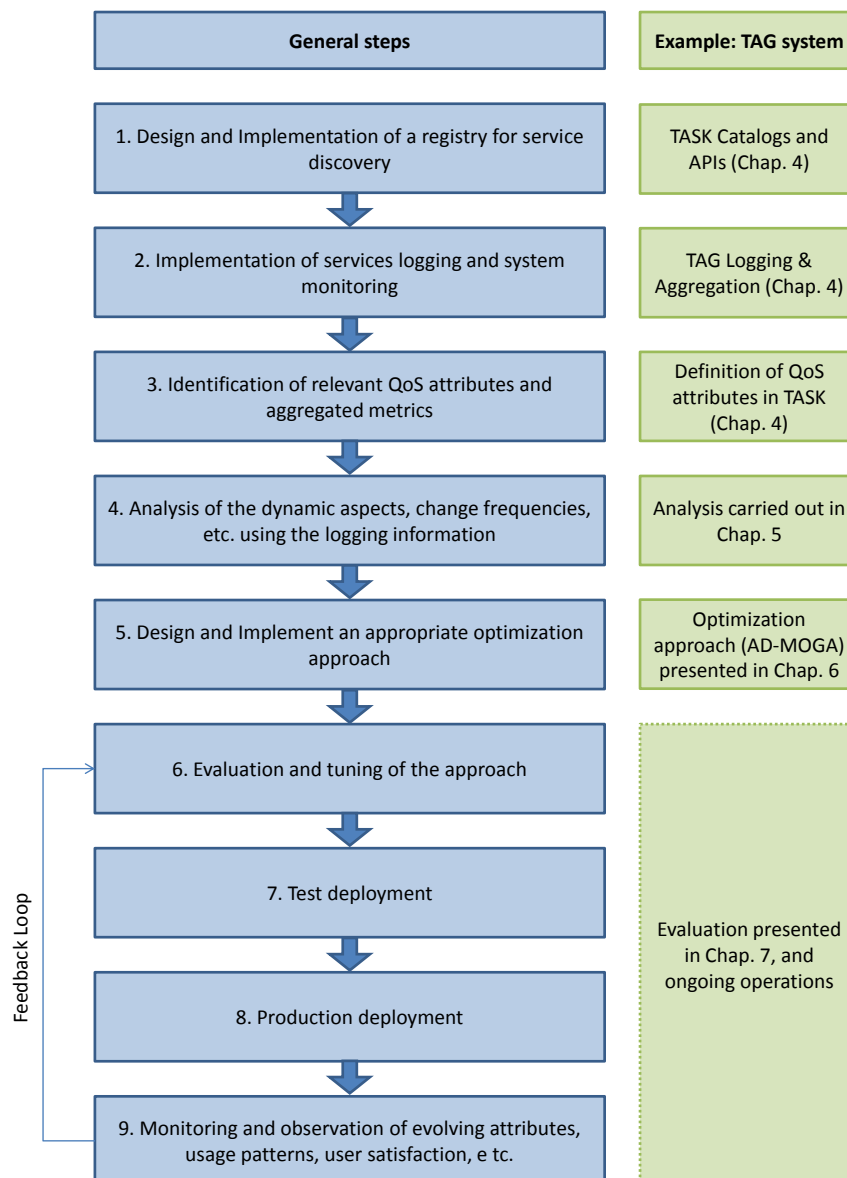 General steps
Example: TAG system
1. Design and Implementation of a registry for service
discovery
TASK Catalogs and
APIs (Chap. 4)
2. Implementation of services logging and system
monitoring
TAG Logging &
Aggregation (Chap. 4)
3. Identification of relevant QoS attributes and
aggregated metrics
Definition of QoS
attributes in TASK
(Chap. 4)
4. Analysis of the dynamic aspects, change frequencies,
etc. using the logging information
Analysis carried out in
Chap. 5
5. Design and Implement an appropriate optimization
approach
Optimization
approach (AD-MOGA)
presented in Chap. 6
6. Evaluation and tuning of the approach
7. Test deployment
8. Production deployment
9. Monitoring and observation of evolving attributes,
usage patterns, user satisfaction, e tc.
Evaluation presented
in Chap. 7, and
ongoing operations
Feedback Loop